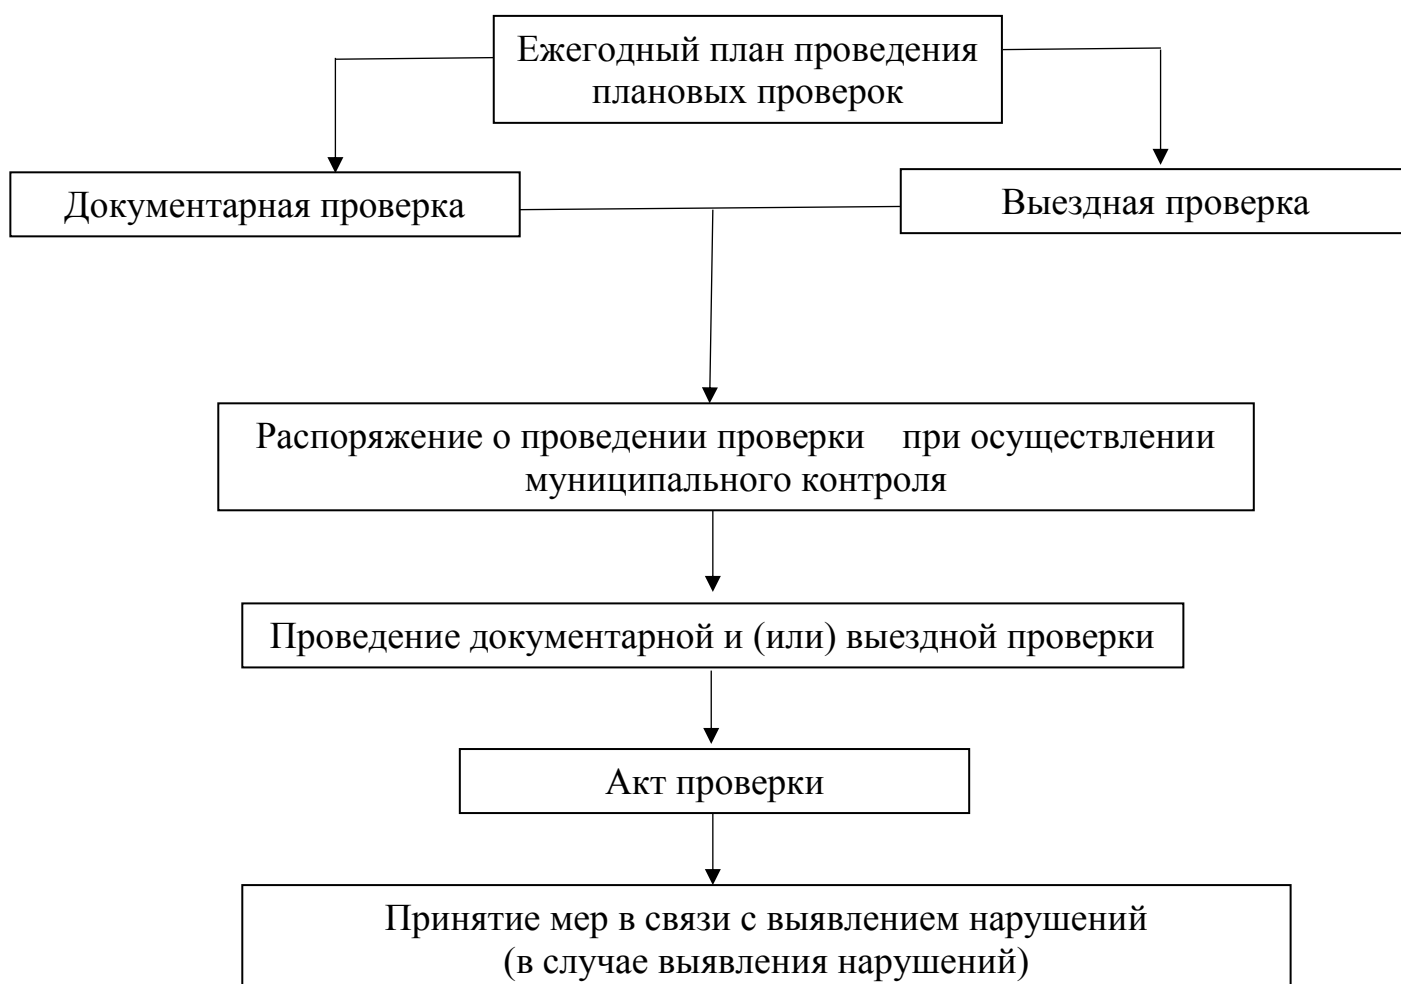 Ежегодный план проведения
плановых проверок
Документарная проверка
Выездная проверка
Распоряжение о проведении проверки при осуществлении
муниципального контроля
Проведение документарной и (или) выездной проверки
Акт проверки
Принятие мер в связи с выявлением нарушений
(в случае выявления нарушений)